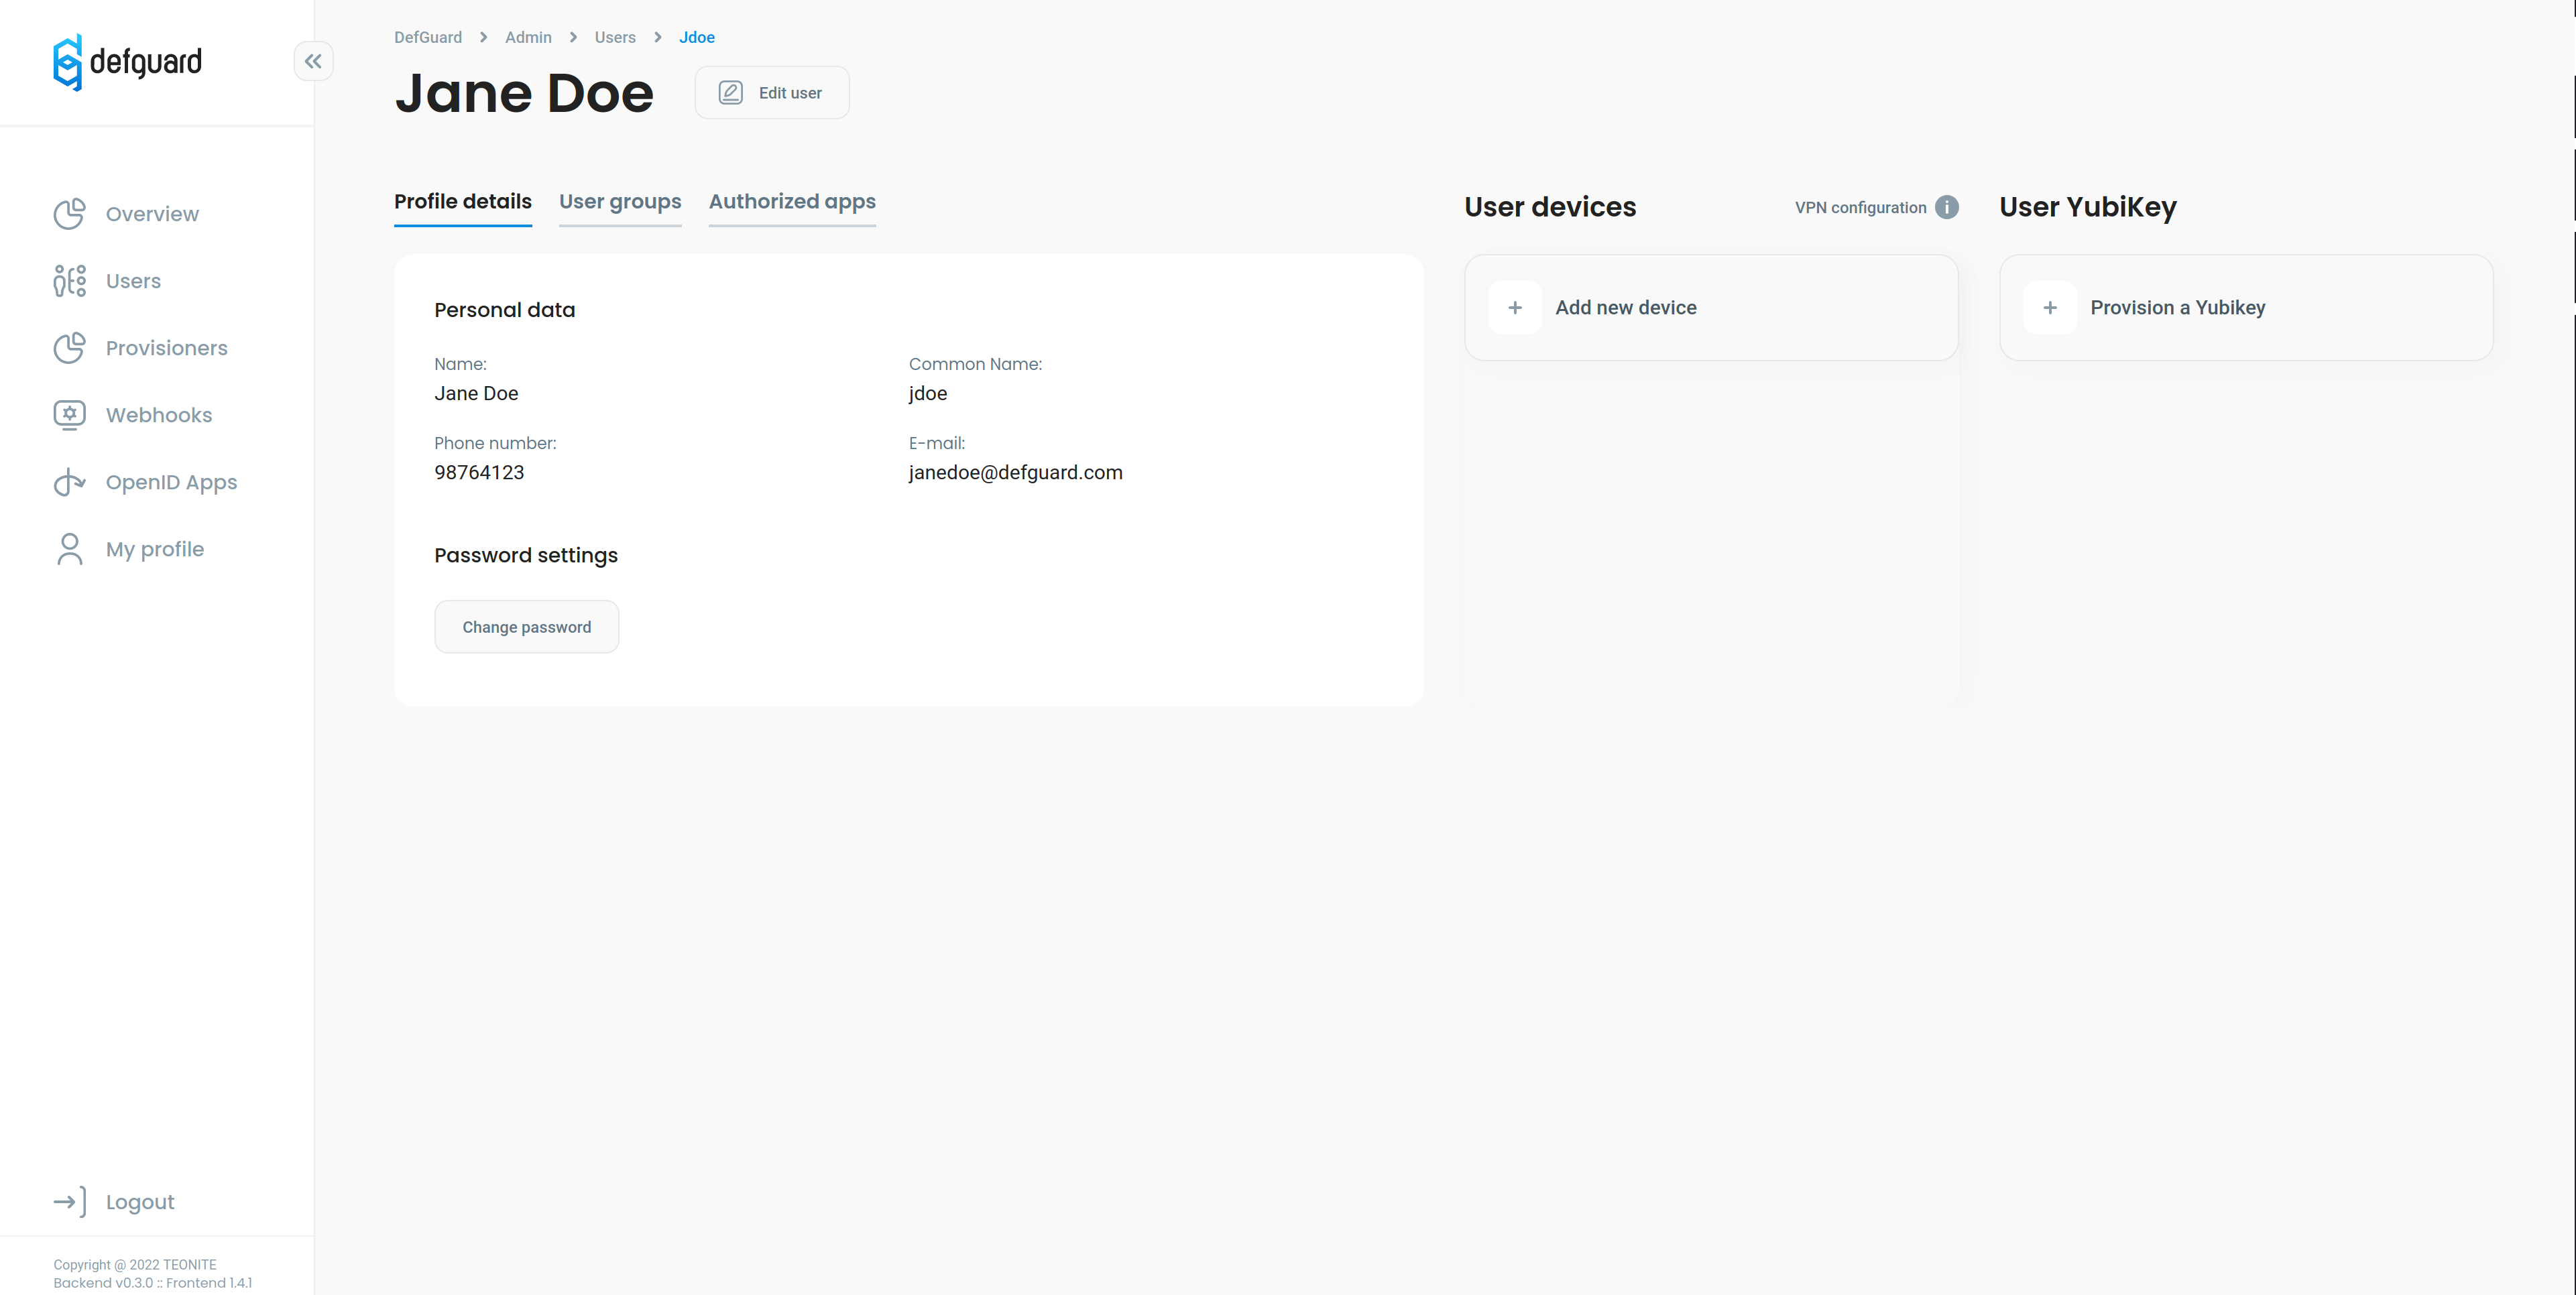 defguard
Overview
Users
Provisioners
Webhooks
OpenID Apps
My profile
Logout
Copyright @ 2022 TEONITE
Backend v0.3.0 :: Frontend 1.4.1
DefGuard Admin Users Jdoe
Jane Doe
Edit user
Profile details User groups Authorized apps
Personal data
Name:
Jane Doe
Common Name:
jdoe
Phone number:
98764123
E-mail:
janedoe@defguard.com
Password settings
Change password
User devices
VPN configuration
Add new device
User YubiKey
Provision a Yubikey